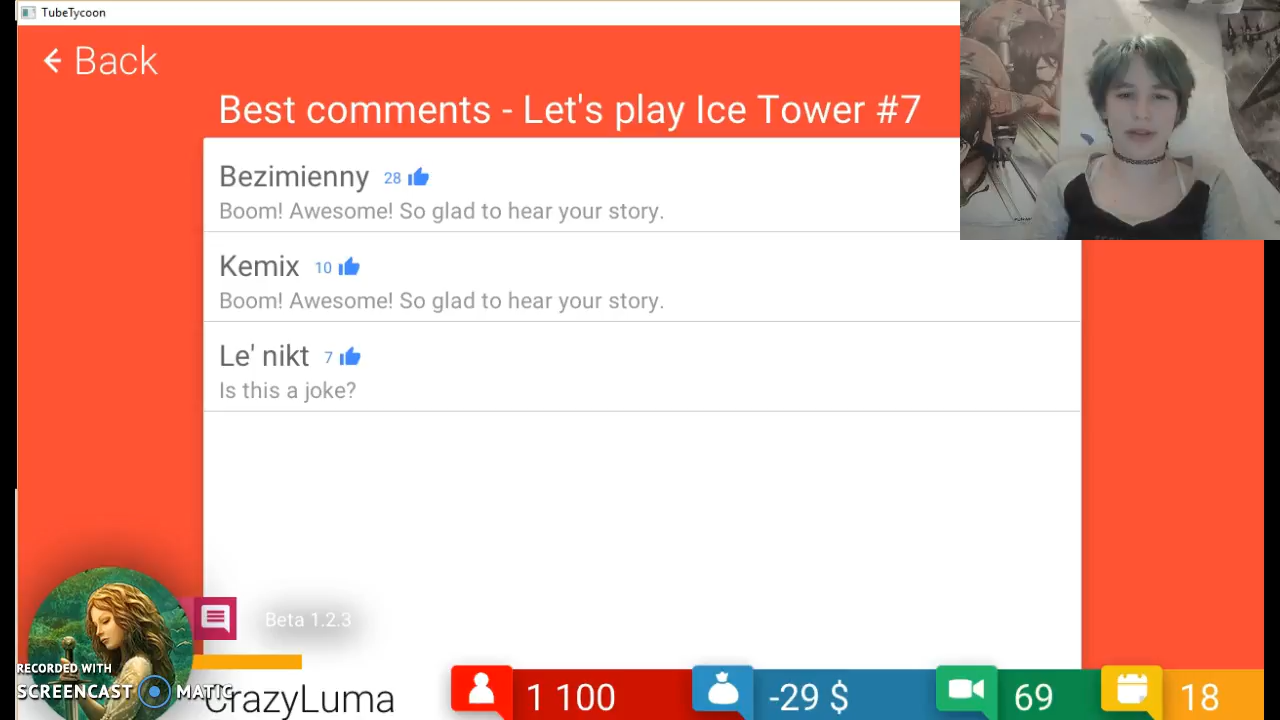 TubeTycoon
Back
Best comments - Let's play Ice Tower #7
Bezimienny 28
Boom! Awesome! So glad to hear your story.
Kemix 10
Boom! Awesome! So glad to hear your story.
Le' nikt 7
Is this a joke?
Beta 1.2.3
RECORDED WITH
SCREENCAST MATIC
CrazyLuma
1 100
-29 $
69
18